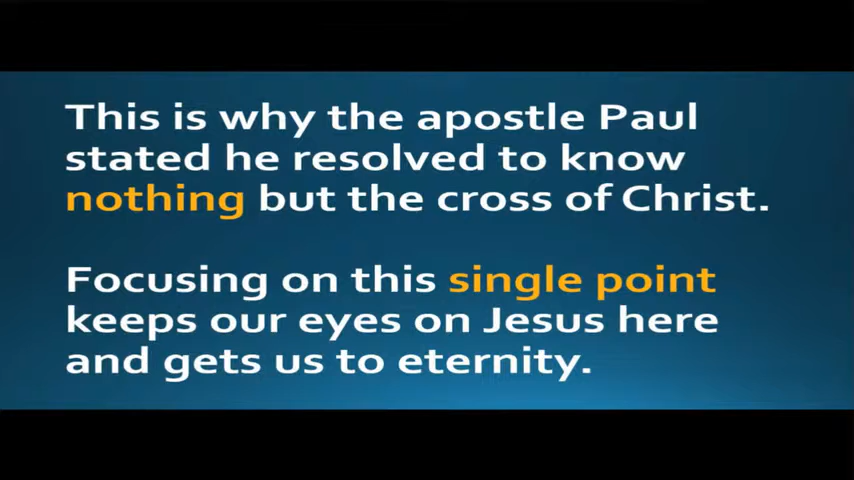 This is why the apostle Paul
stated he resolved to know
nothing but the cross of Christ.
Focusing on this single point
keeps our eyes on Jesus here
and gets us to eternity.